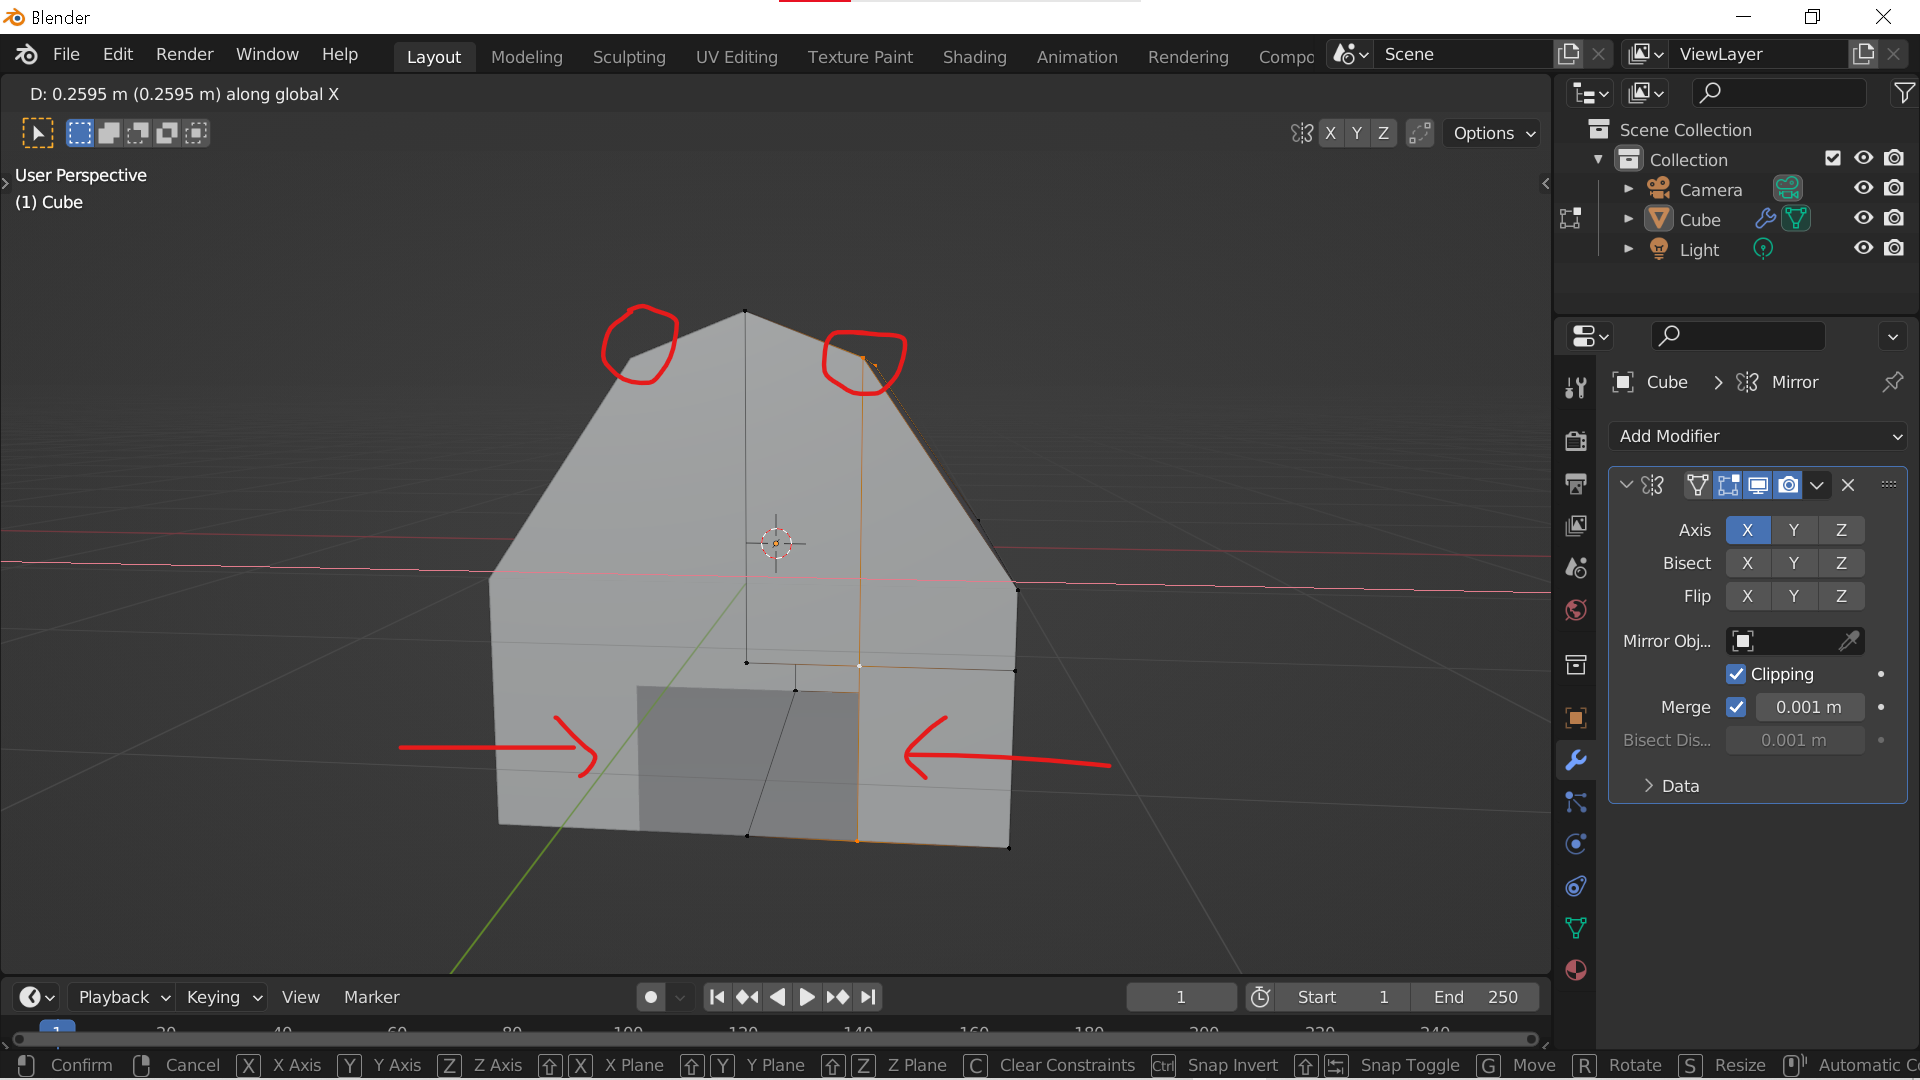 Blender
File Edit Render Window Help Layout Modeling Sculpting UV Editing Texture Paint Shading Animation Rendering Compo Scene ViewLayer
D: 0.2595 m (0.2595 m) along global X
X Y Z Options
User Perspective
(1) Cube
Scene Collection
Collection
Camera
Cube
Light
Cube > Mirror
Add Modifier
Axis X Y Z
Bisect X Y Z
Flip X Y Z
Mirror Obj...
Clipping
Merge 0.001 m
Bisect Dis... 0.001 m
Data
Playback Keying View Marker 1 Start 1 End 250
1 20 40 60 80 100 120 140 160 180 200 220 240
Confirm Cancel X X Axis Y Y Axis Z Z Axis X X Plane Y Y Plane Z Z Plane C Clear Constraints Ctrl Snap Invert Snap Toggle G Move R Rotate S Resize Automatic C